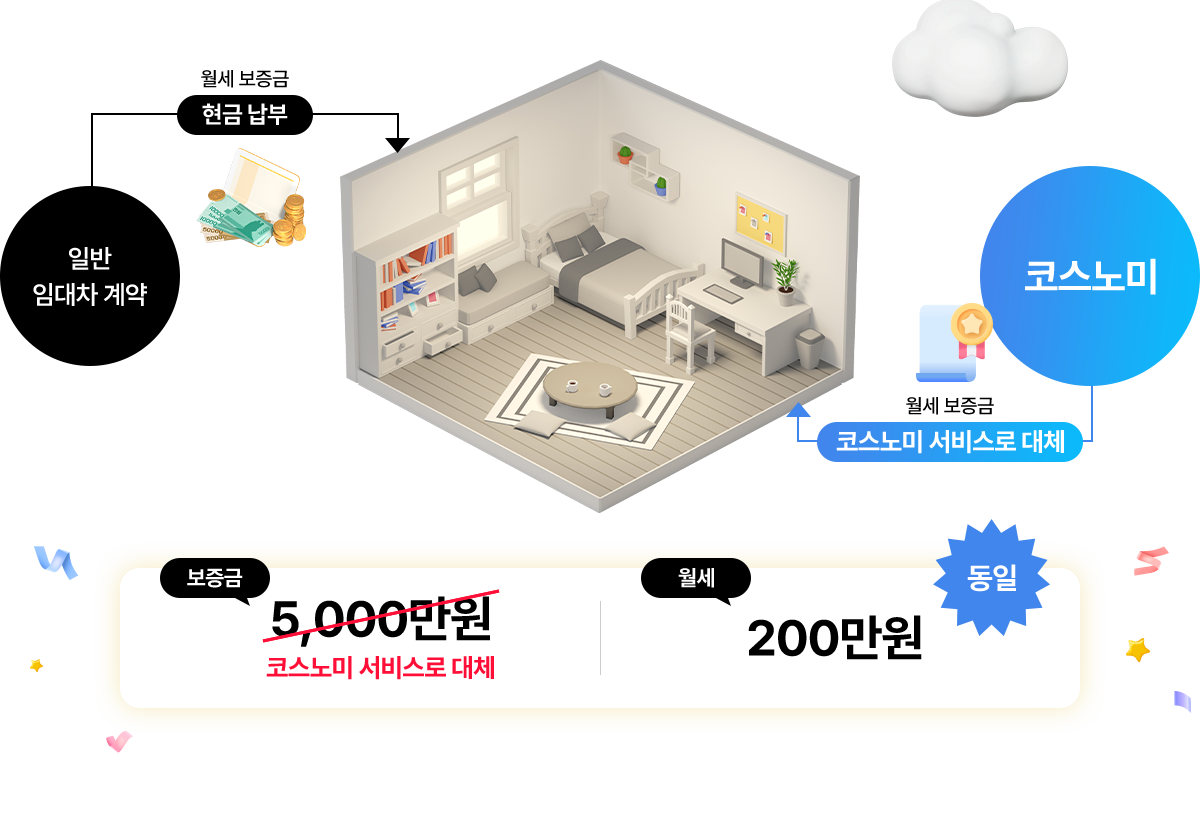 월세 보증금
현금 납부
일반
임대차 계약
코스노미
월세 보증금
코스노미 서비스로 대체
보증금
5,000만원
코스노미 서비스로 대체
월세
200만원
동일